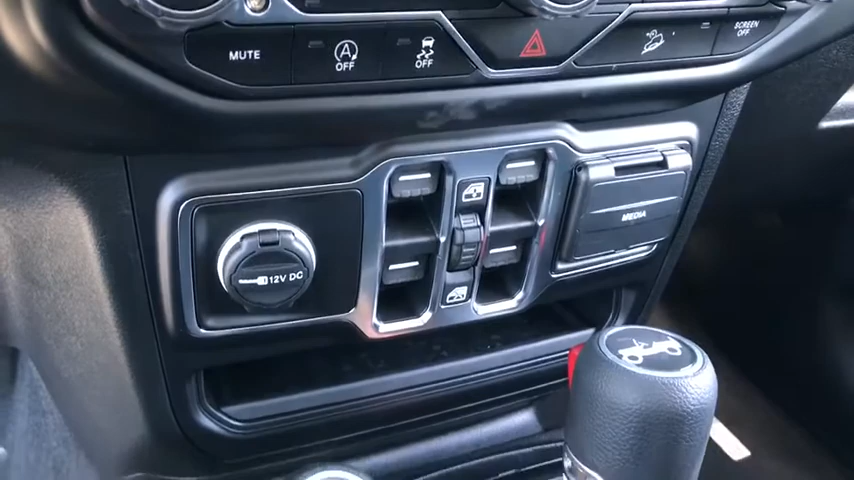 MUTE
OFF
OFF
SCREEN
OFF
12V DC
MEDIA